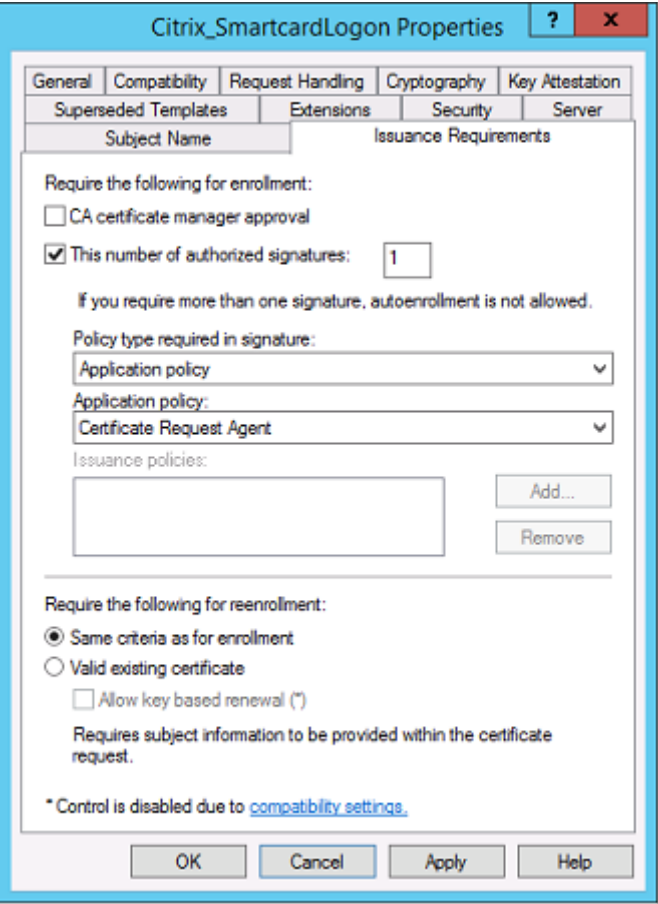 Citrix_SmartcardLogon Properties
? x
General Compatibility Request Handling Cryptography Key Attestation
Superseded Templates Extensions Security Server
Subject Name Issuance Requirements
Require the following for enrollment:
CA certificate manager approval
This number of authorized signatures: 1
If you require more than one signature, autoenrollment is not allowed.
Policy type required in signature:
Application policy
Application policy:
Certificate Request Agent
Issuance policies:
Add...
Remove
Require the following for reenrollment:
Same criteria as for enrollment
Valid existing certificate
Allow key based renewal (*)
Requires subject information to be provided within the certificate
request.
* Control is disabled due to compatibility settings.
OK Cancel Apply Help